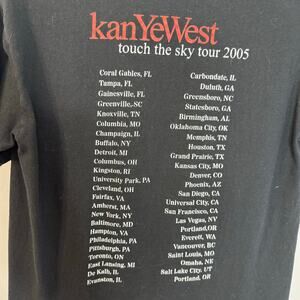 kanYeWest
touch the sky tour 2005
Coral Gables, FL
Tampa, FL
Gainesville, FL
Greenville, SC
Knoxville, TN
Columbia, MO
Champaign, IL
Buffalo, NY
Detroit, MI
Columbus, OH
Kingston, RI
University Park, PA
Cleveland, OH
Fairfax, VA
Amherst, MA
New York, NY
Baltimore, MD
Hampton, VA
Philadelphia, PA
Pittsburgh, PA
Toronto, ON
East Lansing, MI
De Kalb, IL
Evanston, IL
Carbondate, IL
Duluth, GA
Greensboro, NC
Statesboro, GA
Birmingham, AL
Oklahoma City, OK
Memphis, TN
Houston, TX
Grand Prairie, TX
Kansas City, MO
Denver, CO
Phoenix, AZ
San Diego, CA
Universal City, CA
San Francisco, CA
Las Vegas, NV
Portland,OR
Everett, WA
Vancouver, BC
Saint Louis, MO
Omaha, NE
Salt Lake City, UT
Portland, OR